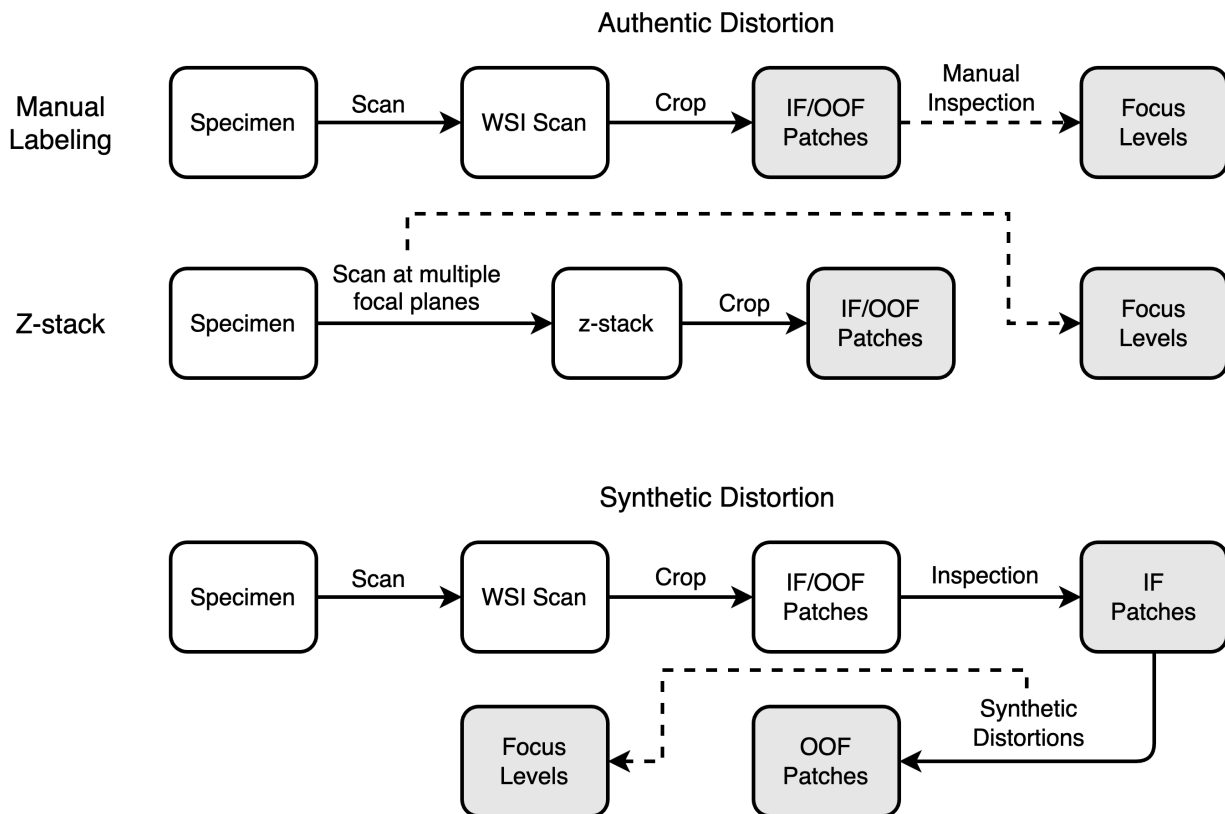 Authentic Distortion
Manual
Labeling
Specimen
Scan
WSI Scan
Crop
IF/OOF
Patches
Manual
Inspection
Focus
Levels
Z-stack
Specimen
Scan at multiple
focal planes
z-stack
Crop
IF/OOF
Patches
Focus
Levels
Synthetic Distortion
Specimen
Scan
WSI Scan
Crop
IF/OOF
Patches
Inspection
IF
Patches
Synthetic
Distortions
OOF
Patches
Focus
Levels